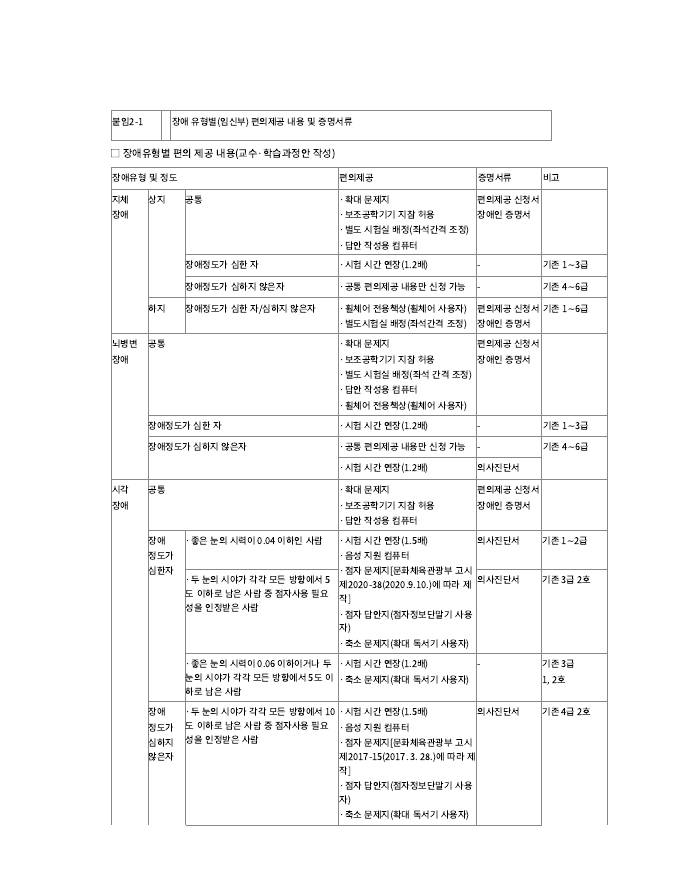 붙임2-1 장애 유형별(임신부) 편의제공 내용 및 증명서류
□ 장애유형별 편의 제공 내용(교수·학습과정안 작성)
장애유형 및 정도 편의제공 증명서류 비고
지체 상지 공통 · 확대 문제지 편의제공 신청서
장애 · 보조공학기기 지참 허용 장애인 증명서
· 별도 시험실 배정(좌석간격 조정)
· 답안 작성용 컴퓨터
장애정도가 심한 자 · 시험 시간 연장(1.2배) - 기존 1~3급
장애정도가 심하지 않은자 · 공통 편의제공 내용만 신청 가능 - 기존 4~6급
하지 장애정도가 심한 자/심하지 않은자 · 휠체어 전용책상(휠체어 사용자) 편의제공 신청서 기존 1~6급
· 별도시험실 배정(좌석간격 조정) 장애인 증명서
뇌병변 공통 · 확대 문제지 편의제공 신청서
장애 · 보조공학기기 지참 허용 장애인 증명서
· 별도 시험실 배정(좌석 간격 조정)
· 답안 작성용 컴퓨터
· 휠체어 전용책상(휠체어 사용자)
장애정도가 심한 자 · 시험 시간 연장(1.2배) - 기존 1~3급
장애정도가 심하지 않은자 · 공통 편의제공 내용만 신청 가능 - 기존 4~6급
· 시험 시간 연장(1.2배) 의사진단서
시각 공통 · 확대 문제지 편의제공 신청서
장애 · 보조공학기기 지참 허용 장애인 증명서
· 답안 작성용 컴퓨터
장애 · 좋은 눈의 시력이 0.04 이하인 사람 · 시험 시간 연장(1.5배) 의사진단서 기존 1~2급
정도가 · 음성 지원 컴퓨터
심한자 · 점자 문제지[문화체육관광부 고시
· 두 눈의 시야가 각각 모든 방향에서 5 제2020-38(2020.9.10.)에 따라 제 의사진단서 기존 3급 2호
도 이하로 남은 사람 중 점자사용 필요 작]
성을 인정받은 사람 · 점자 답안지(점자정보단말기 사용
자)
· 축소 문제지(확대 독서기 사용자)
· 좋은 눈의 시력이 0.06 이하이거나 두 · 시험 시간 연장(1.2배) - 기존 3급
눈의 시야가 각각 모든 방향에서 5도 이 · 축소 문제지(확대 독서기 사용자) 1, 2호
하로 남은 사람
장애 · 두 눈의 시야가 각각 모든 방향에서 10 · 시험 시간 연장(1.5배) 의사진단서 기존 4급 2호
정도가 도 이하로 남은 사람 중 점자사용 필요 · 음성 지원 컴퓨터
심하지 성을 인정받은 사람 · 점자 문제지[문화체육관광부 고시
않은자 제2017-15(2017. 3. 28.)에 따라 제
작]
· 점자 답안지(점자정보단말기 사용
자)
· 축소 문제지(확대 독서기 사용자)